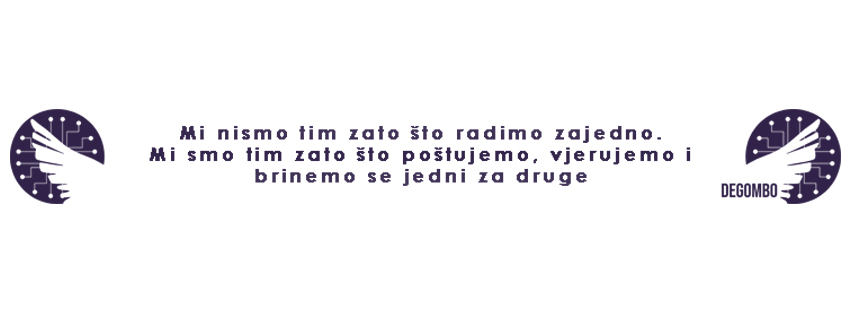 Mi nismo tim zato što radimo zajedno.
Mi smo tim zato što poštujemo, vjerujemo i
brinemo se jedni za druge
DEGOMBO